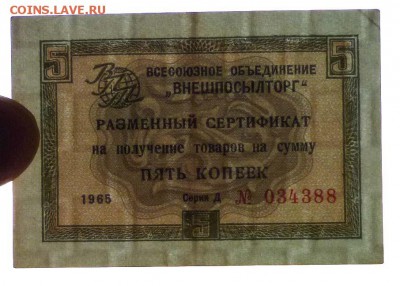 COINS.LAVE.RU
5 5
ВСЕСОЮЗНОЕ ОБЪЕДИНЕНИЕ
„ВНЕШПОСЫЛТОРГ"
РАЗМЕННЫЙ СЕРТИФИКАТ
на получение товаров на сумму
ПЯТЬ КОПЕЕК
1965 Серия Д № 034388